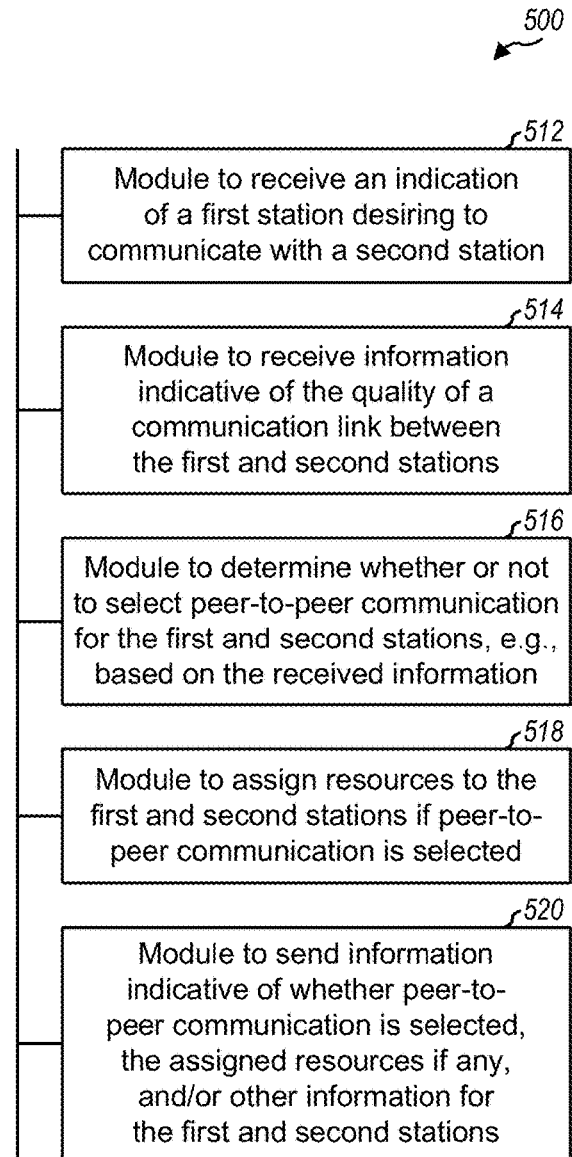 500
512
Module to receive an indication
of a first station desiring to
communicate with a second station
514
Module to receive information
indicative of the quality of a
communication link between
the first and second stations
516
Module to determine whether or not
to select peer-to-peer communication
for the first and second stations, e.g.,
based on the received information
518
Module to assign resources to the
first and second stations if peer-to-
peer communication is selected
520
Module to send information
indicative of whether peer-to-
peer communication is selected,
the assigned resources if any,
and/or other information for
the first and second stations